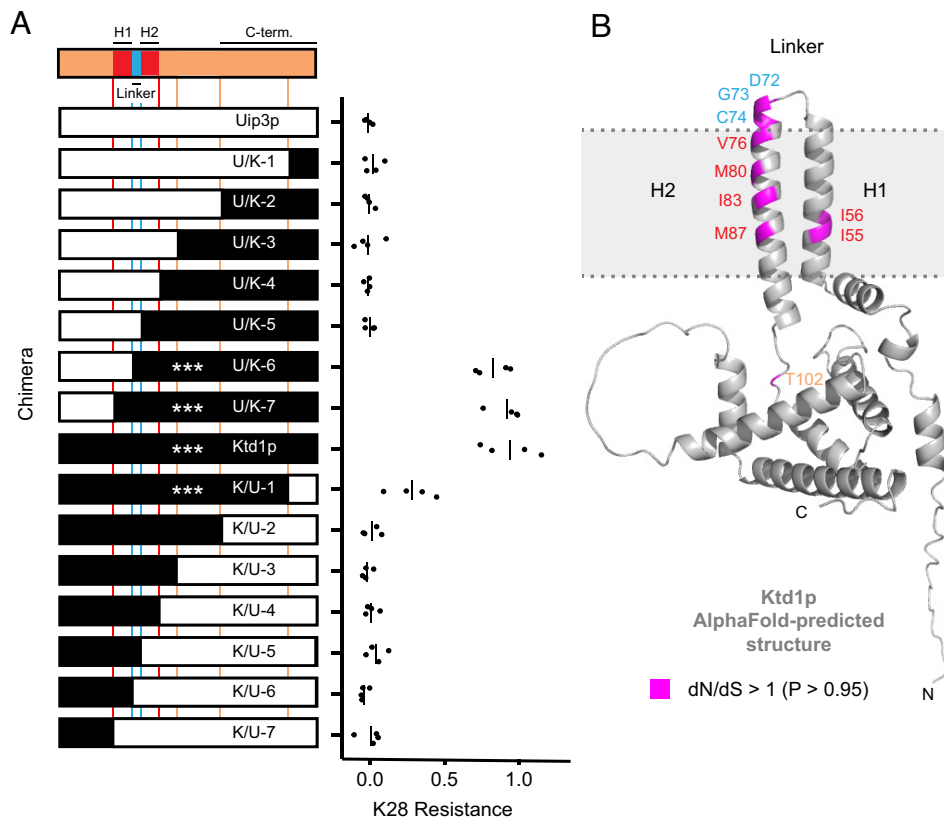 A
H1 H2 C-term.
Linker
Chimera
Uip3p
U/K-1
U/K-2
U/K-3
U/K-4
U/K-5
*** U/K-6
*** U/K-7
*** Ktd1p
*** K/U-1
K/U-2
K/U-3
K/U-4
K/U-5
K/U-6
K/U-7
0.0 0.5 1.0
K28 Resistance
B
Linker
D72
G73
C74
V76
M80
H2
I83
M87
H1
I56
I55
T102
C
N
Ktd1p
AlphaFold-predicted
structure
dN/dS > 1 (P > 0.95)